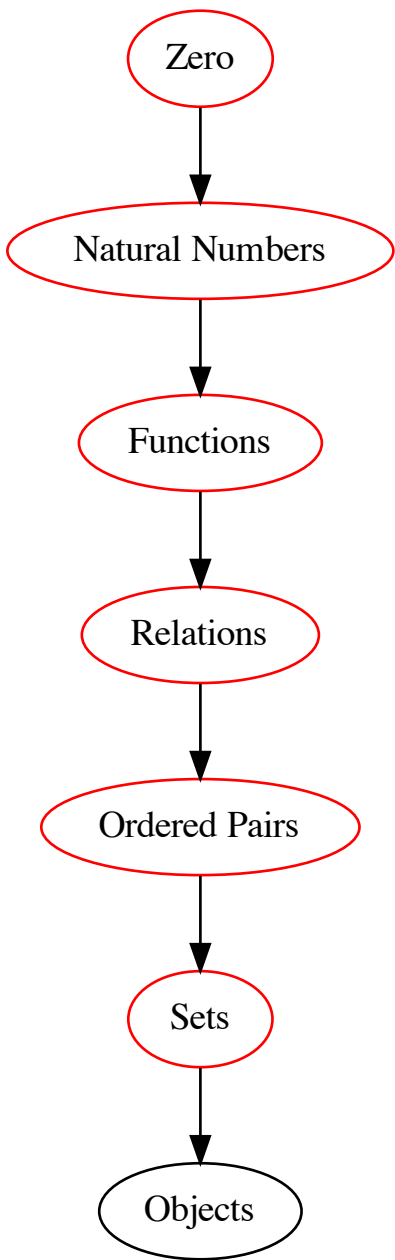 Zero
Natural Numbers
Functions
Relations
Ordered Pairs
Sets
Objects